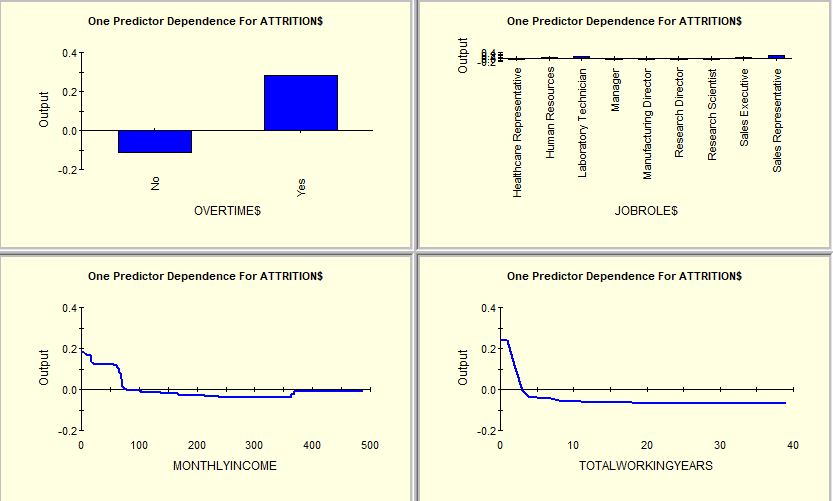 One Predictor Dependence For ATTRITION$
0.4
0.2
0.0
-0.2
Output
No
Yes
OVERTIME$
One Predictor Dependence For ATTRITION$
Output
0.4
-0.2
Healthcare Representative
Human Resources
Laboratory Technician
Manager
Manufacturing Director
Research Director
Research Scientist
Sales Executive
Sales Representative
JOBROLE$
One Predictor Dependence For ATTRITION$
0.4
0.2
0.0
-0.2
Output
0 100 200 300 400 500
MONTHLYINCOME
One Predictor Dependence For ATTRITION$
0.4
0.2
0.0
-0.2
Output
0 10 20 30 40
TOTALWORKINGYEARS